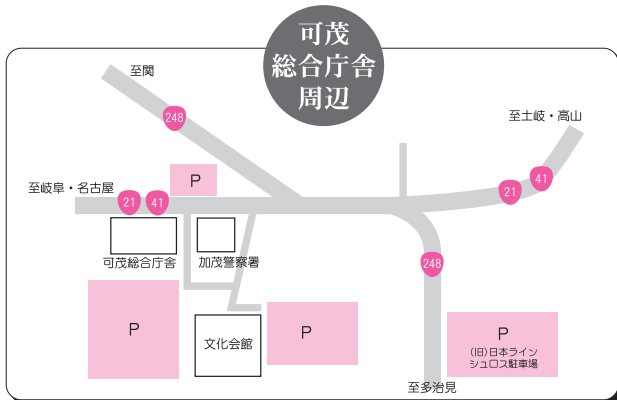 可茂
総合庁舎
周辺
至関
248
至土岐・高山
至岐阜・名古屋
P
21
41
21
41
可茂総合庁舎
加茂警察署
248
P
文化会館
P
P
(旧)日本ライン
シュロス駐車場
至多治見